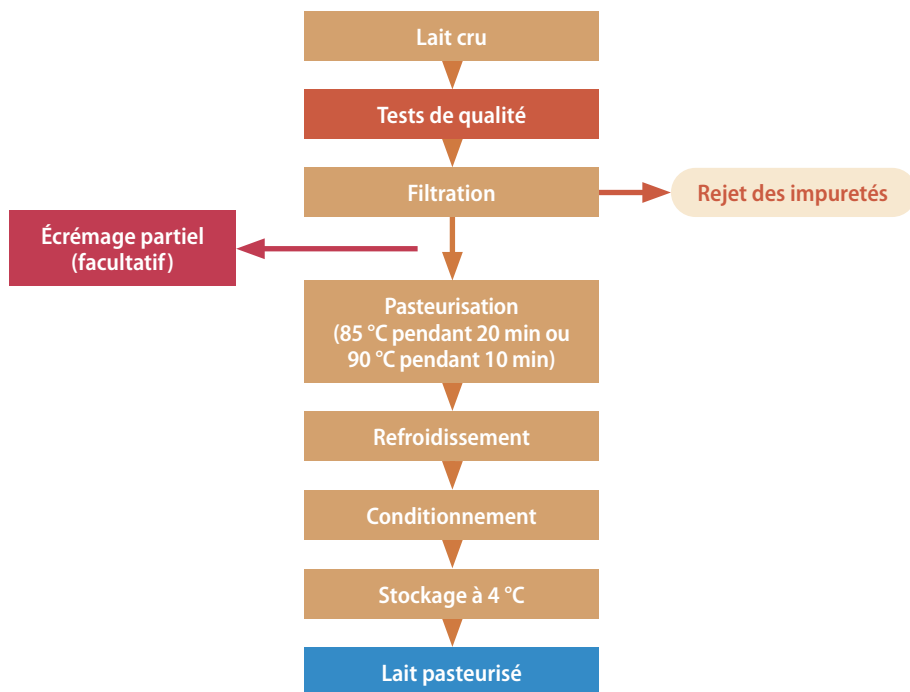 Lait cru
Tests de qualité
Filtration
Rejet des impuretés
Écrémage partiel
(facultatif)
Pasteurisation
(85 °C pendant 20 min ou
90 °C pendant 10 min)
Refroidissement
Conditionnement
Stockage à 4 °C
Lait pasteurisé